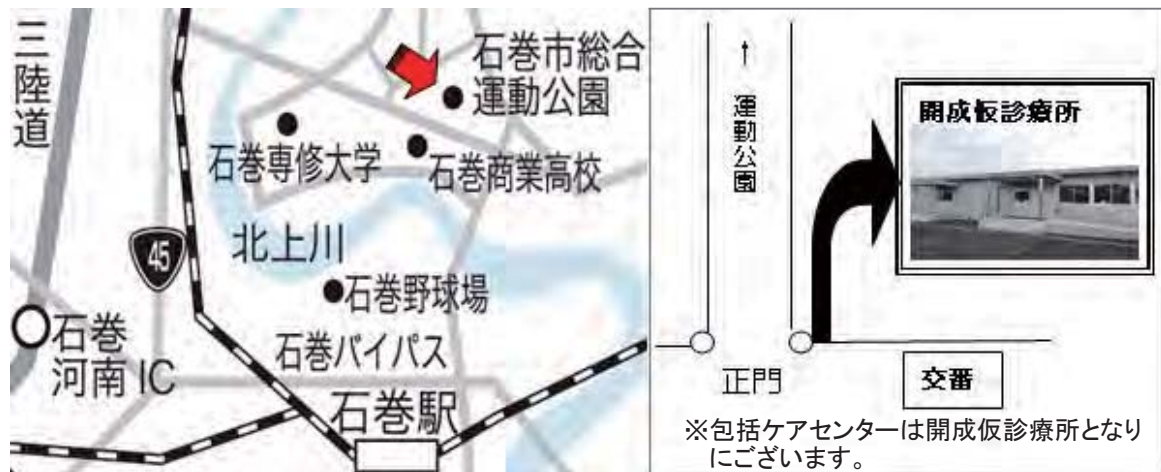 三陸道
石巻市総合
運動公園
石巻専修大学
石巻商業高校
北上川
45
石巻野球場
石巻
河南IC
石巻バイパス
石巻駅
↑運動公園
開成仮診療所
正門
交番
※包括ケアセンターは開成仮診療所となり
にございます。